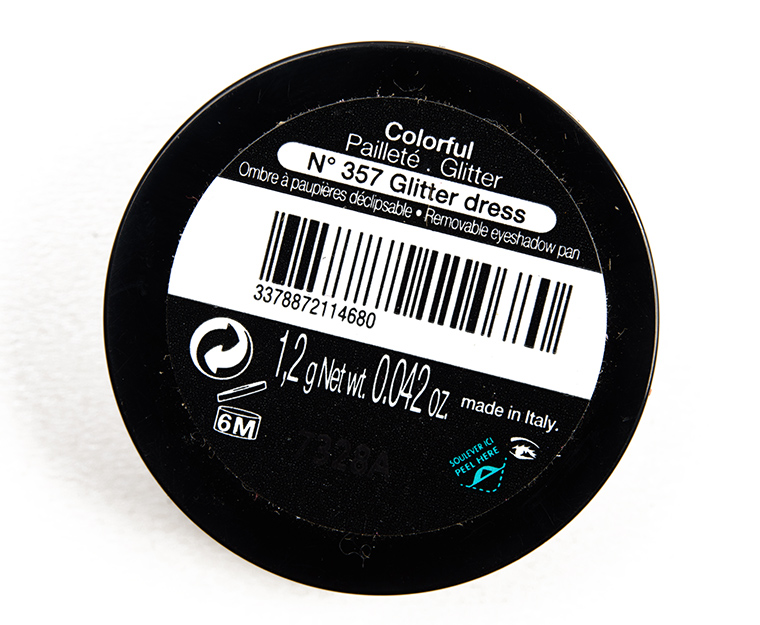 Colorful
Pailleté . Glitter
N° 357 Glitter dress
Ombre à paupières déclipsable • Removable eyeshadow pan
3378872114680
1,2 g Net wt. 0.042 oz. made in Italy.
6M
7328A
SOULEVER ICI
PEEL HERE